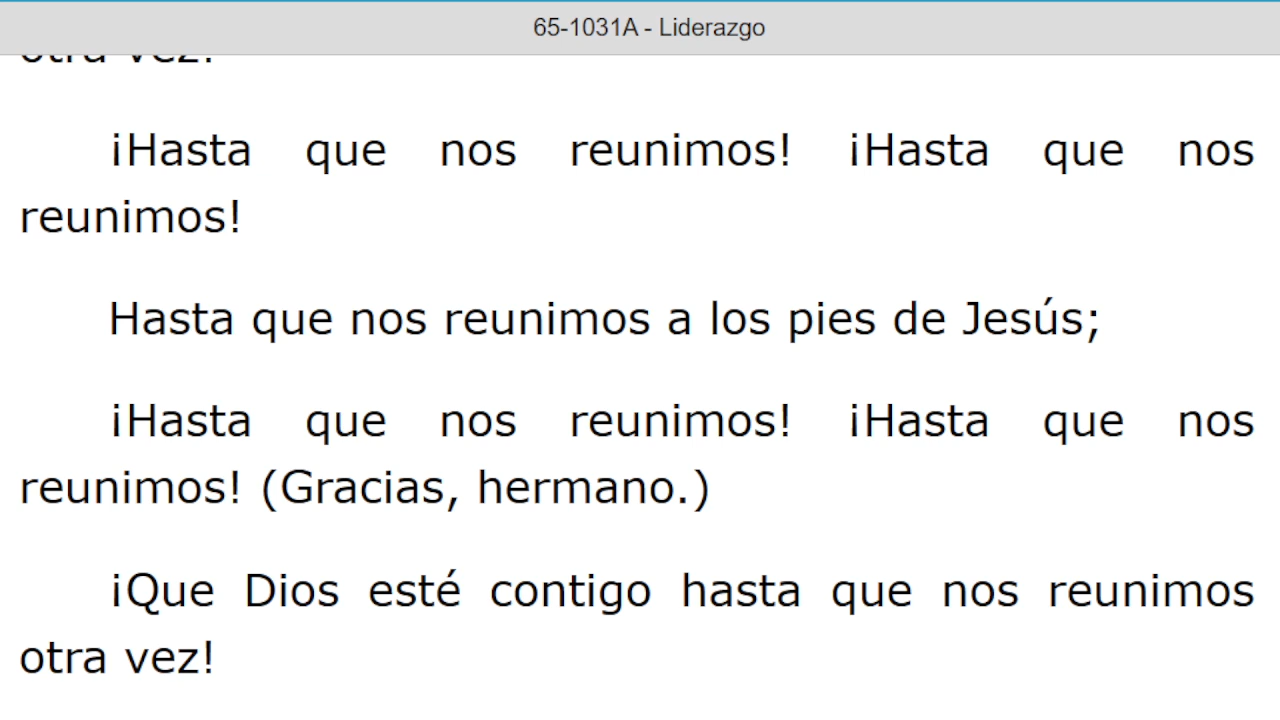 65-1031A - Liderazgo
otra vez!
¡Hasta que nos reunimos! ¡Hasta que nos
reunimos!
Hasta que nos reunimos a los pies de Jesús;
¡Hasta que nos reunimos! ¡Hasta que nos
reunimos! (Gracias, hermano.)
¡Que Dios esté contigo hasta que nos reunimos
otra vez!